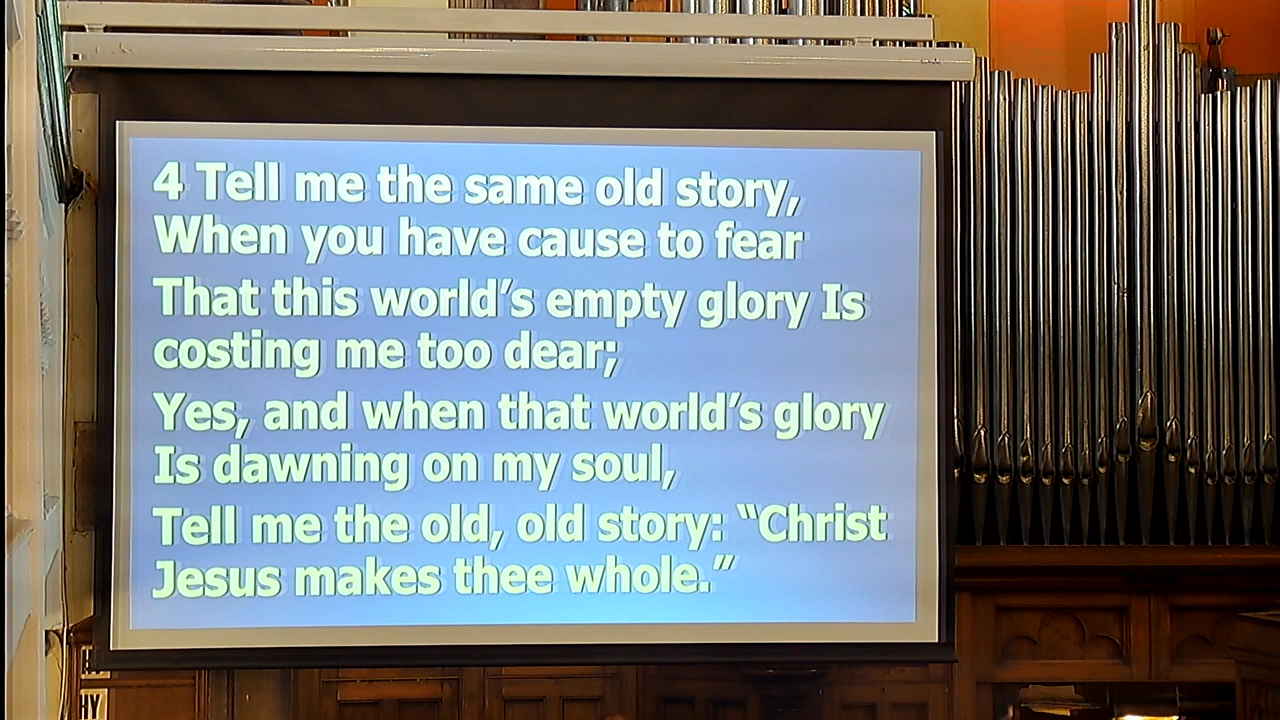 4 Tell me the same old story,
When you have cause to fear
That this world’s empty glory Is
costing me too dear;
Yes, and when that world’s glory
Is dawning on my soul,
Tell me the old, old story: “Christ
Jesus makes thee whole.”
HY